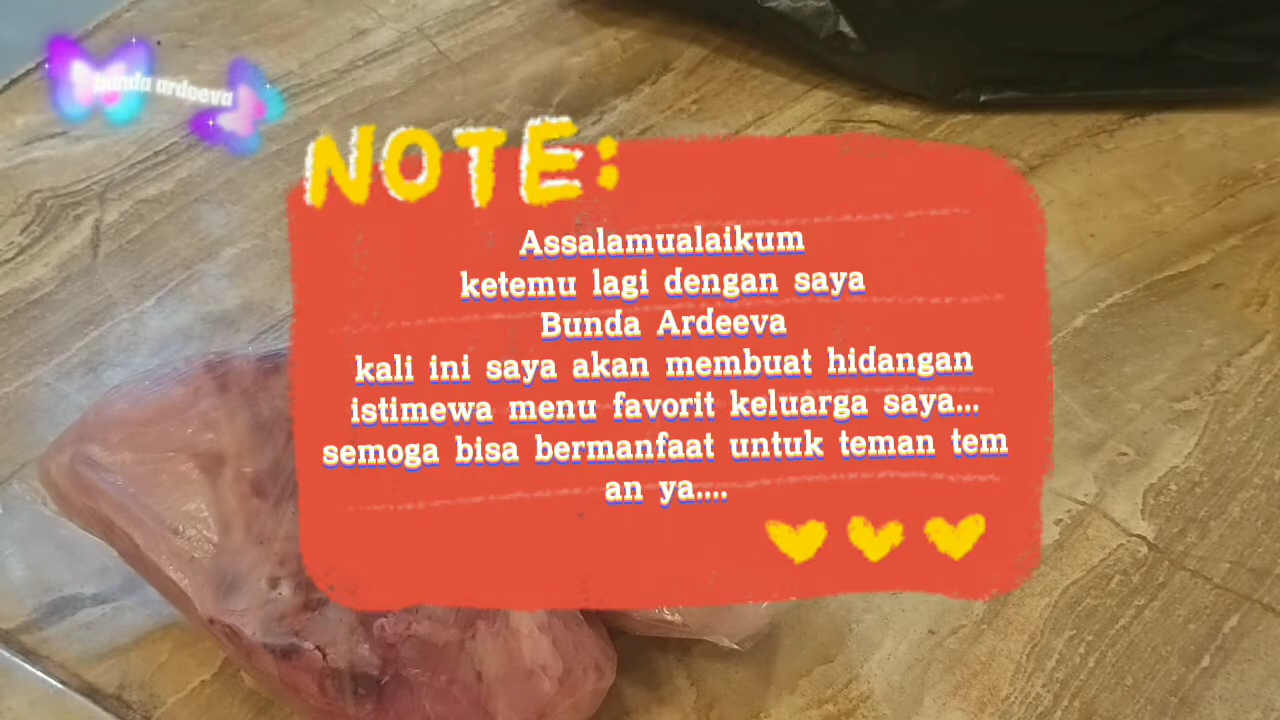 bunda ardeeva
NOTE:
Assalamualaikum
ketemu lagi dengan saya
Bunda Ardeeva
kali ini saya akan membuat hidangan
istimewa menu favorit keluarga saya...
semoga bisa bermanfaat untuk teman tem
an ya....